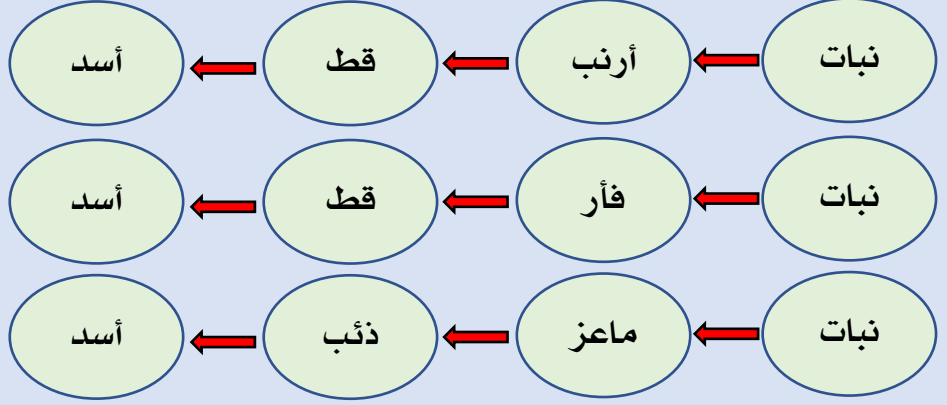 نبات أرنب قط أسد
نبات فأر قط أسد
نبات ماعز ذئب أسد